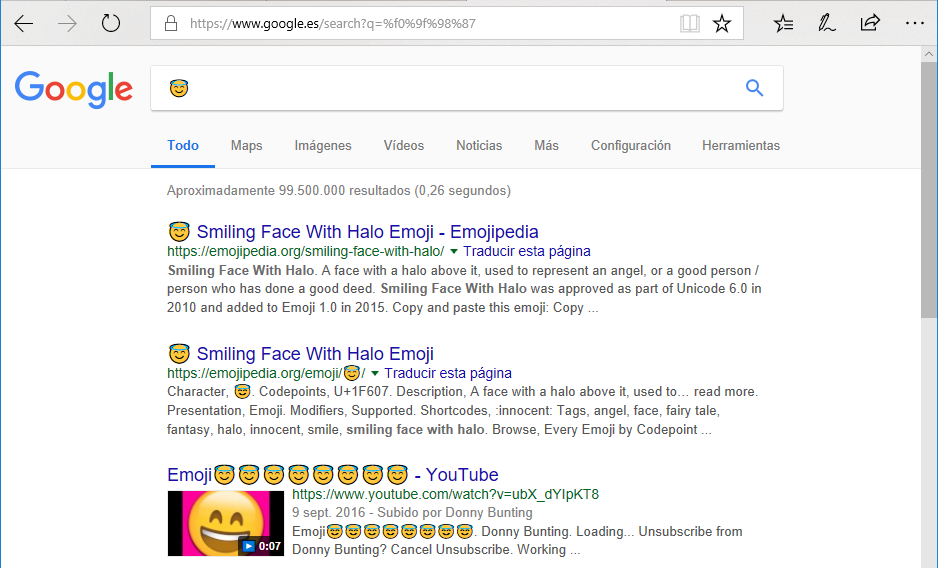 https://www.google.es/search?q=%f0%9f%98%87
Google
😇
Todo Maps Imágenes Vídeos Noticias Más Configuración Herramientas
Aproximadamente 99.500.000 resultados (0,26 segundos)
😇 Smiling Face With Halo Emoji - Emojipedia
https://emojipedia.org/smiling-face-with-halo/ ▾ Traducir esta página
Smiling Face With Halo. A face with a halo above it, used to represent an angel, or a good person /
person who has done a good deed. Smiling Face With Halo was approved as part of Unicode 6.0 in
2010 and added to Emoji 1.0 in 2015. Copy and paste this emoji: Copy ...
😇 Smiling Face With Halo Emoji
https://emojipedia.org/emoji/😇/ ▾ Traducir esta página
Character, 😇. Codepoints, U+1F607. Description, A face with a halo above it, used to… read more.
Presentation, Emoji. Modifiers, Supported. Shortcodes, :innocent: Tags, angel, face, fairy tale,
fantasy, halo, innocent, smile, smiling face with halo. Browse, Every Emoji by Codepoint ...
Emoji😇😇😇😇😇😇😇😇 - YouTube
https://www.youtube.com/watch?v=ubX_dYIpKT8
9 sept. 2016 - Subido por Donny Bunting
Emoji😇😇😇😇😇😇😇😇. Donny Bunting. Loading... Unsubscribe from
0:07 Donny Bunting? Cancel Unsubscribe. Working ...